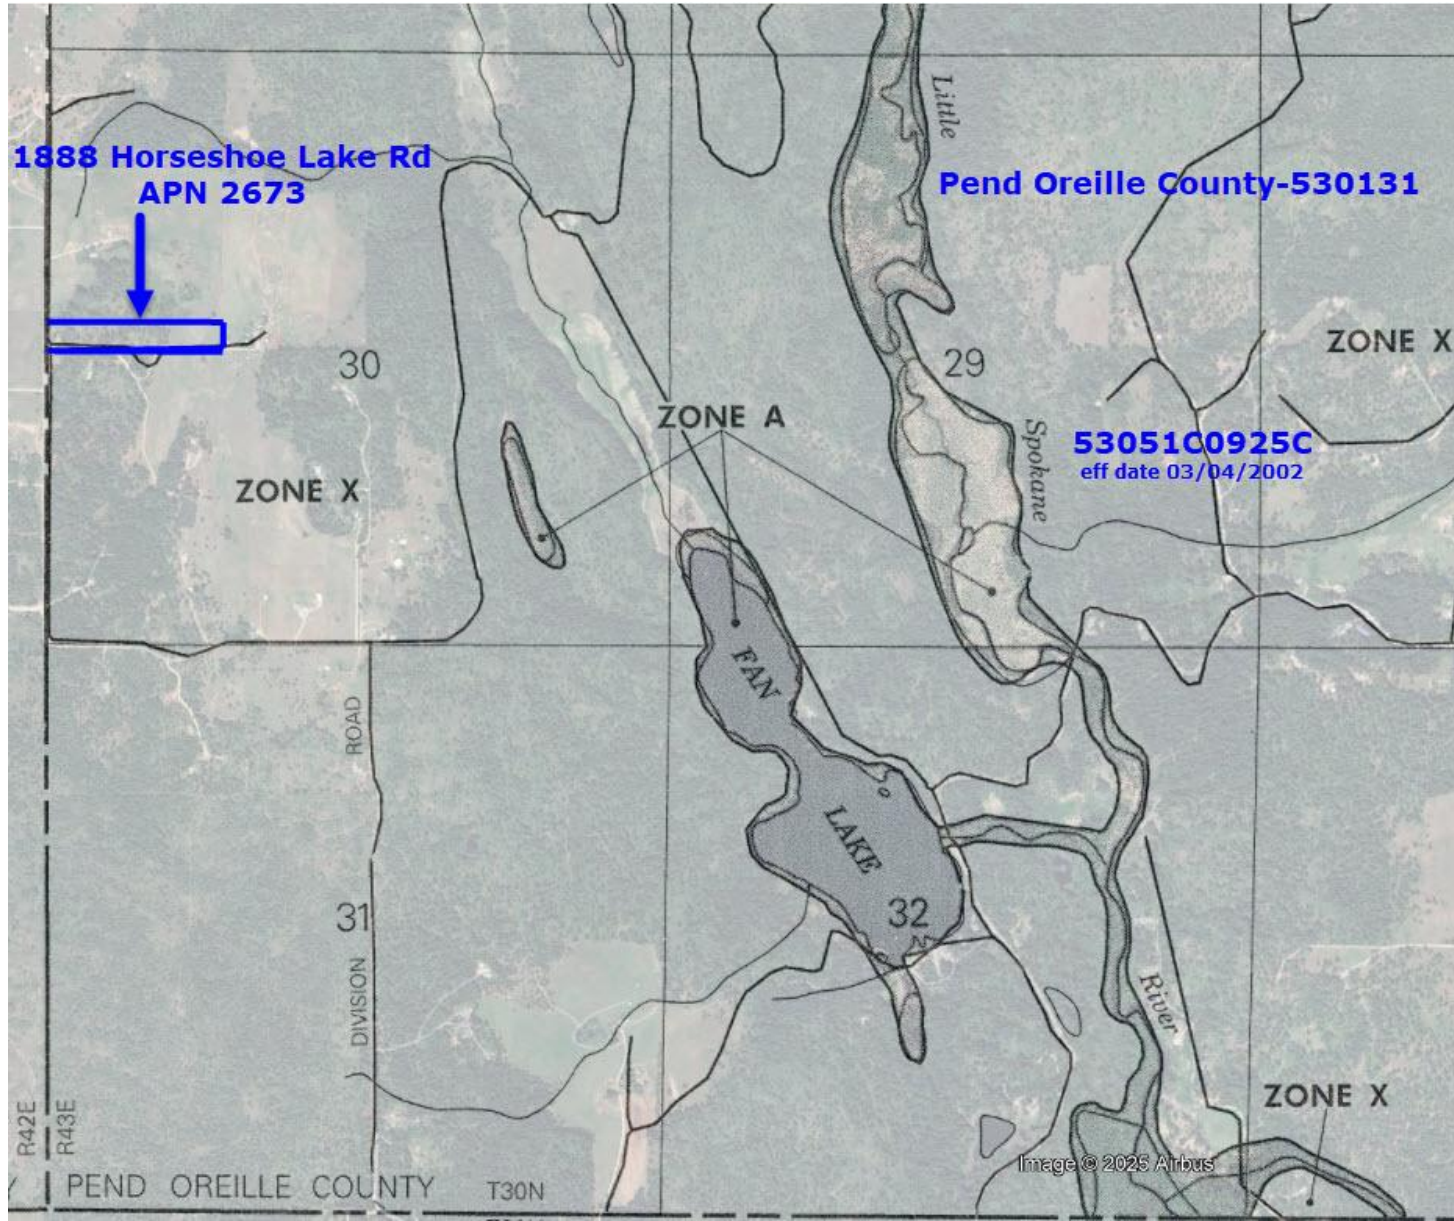 Little
1888 Horseshoe Lake Rd
APN 2673
Pend Oreille County-530131
ZONE X
30
29
ZONE A
Spokane
53051C0925C
eff date 03/04/2002
ZONE X
FAN
ROAD
LAKE
31
32
DIVISION
River
ZONE X
R42E
R43E
Image © 2025 Airbus
PEND OREILLE COUNTY
T30N